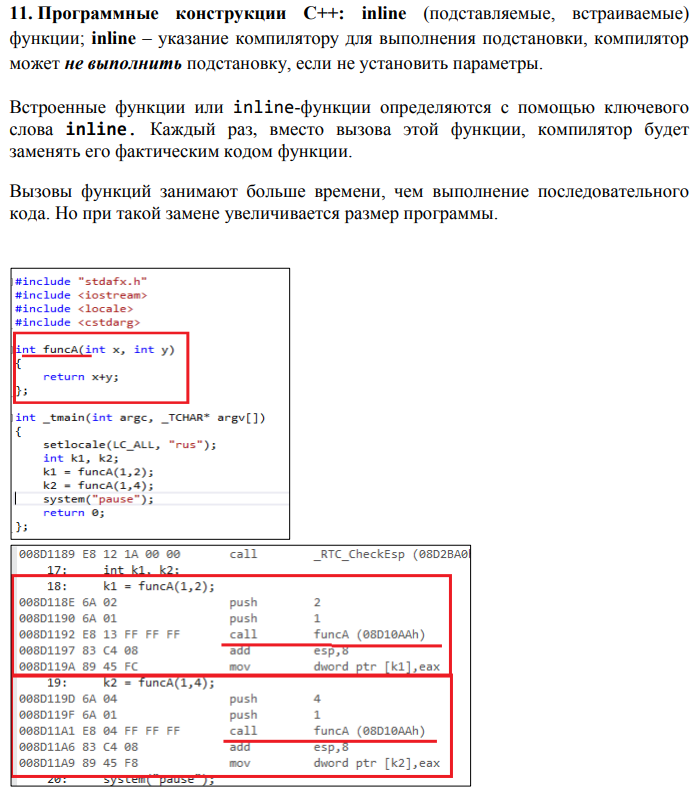 11. Программные конструкции C++: inline (подставляемые, встраиваемые)
функции; inline – указание компилятору для выполнения подстановки, компилятор
может не выполнить подстановку, если не установить параметры.
Встроенные функции или inline-функции определяются с помощью ключевого
слова inline. Каждый раз, вместо вызова этой функции, компилятор будет
заменять его фактическим кодом функции.
Вызовы функций занимают больше времени, чем выполнение последовательного
кода. Но при такой замене увеличивается размер программы.
#include "stdafx.h"
#include <iostream>
#include <locale>
#include <cstdarg>
int funcA(int x, int y)
{
return x+y;
};
int _tmain(int argc, _TCHAR* argv[])
{
setlocale(LC_ALL, "rus");
int k1, k2;
k1 = funcA(1,2);
k2 = funcA(1,4);
system("pause");
return 0;
};
008D1189 E8 12 1A 00 00 call _RTC_CheckEsp (08D2BA0
17: int k1, k2;
18: k1 = funcA(1,2);
008D118E 6A 02 push 2
008D1190 6A 01 push 1
008D1192 E8 13 FF FF FF call funcA (08D10AAh)
008D1197 83 C4 08 add esp,8
008D119A 89 45 FC mov dword ptr [k1],eax
19: k2 = funcA(1,4);
008D119D 6A 04 push 4
008D119F 6A 01 push 1
008D11A1 E8 04 FF FF FF call funcA (08D10AAh)
008D11A6 83 C4 08 add esp,8
008D11A9 89 45 F8 mov dword ptr [k2],eax
20: system("pause");